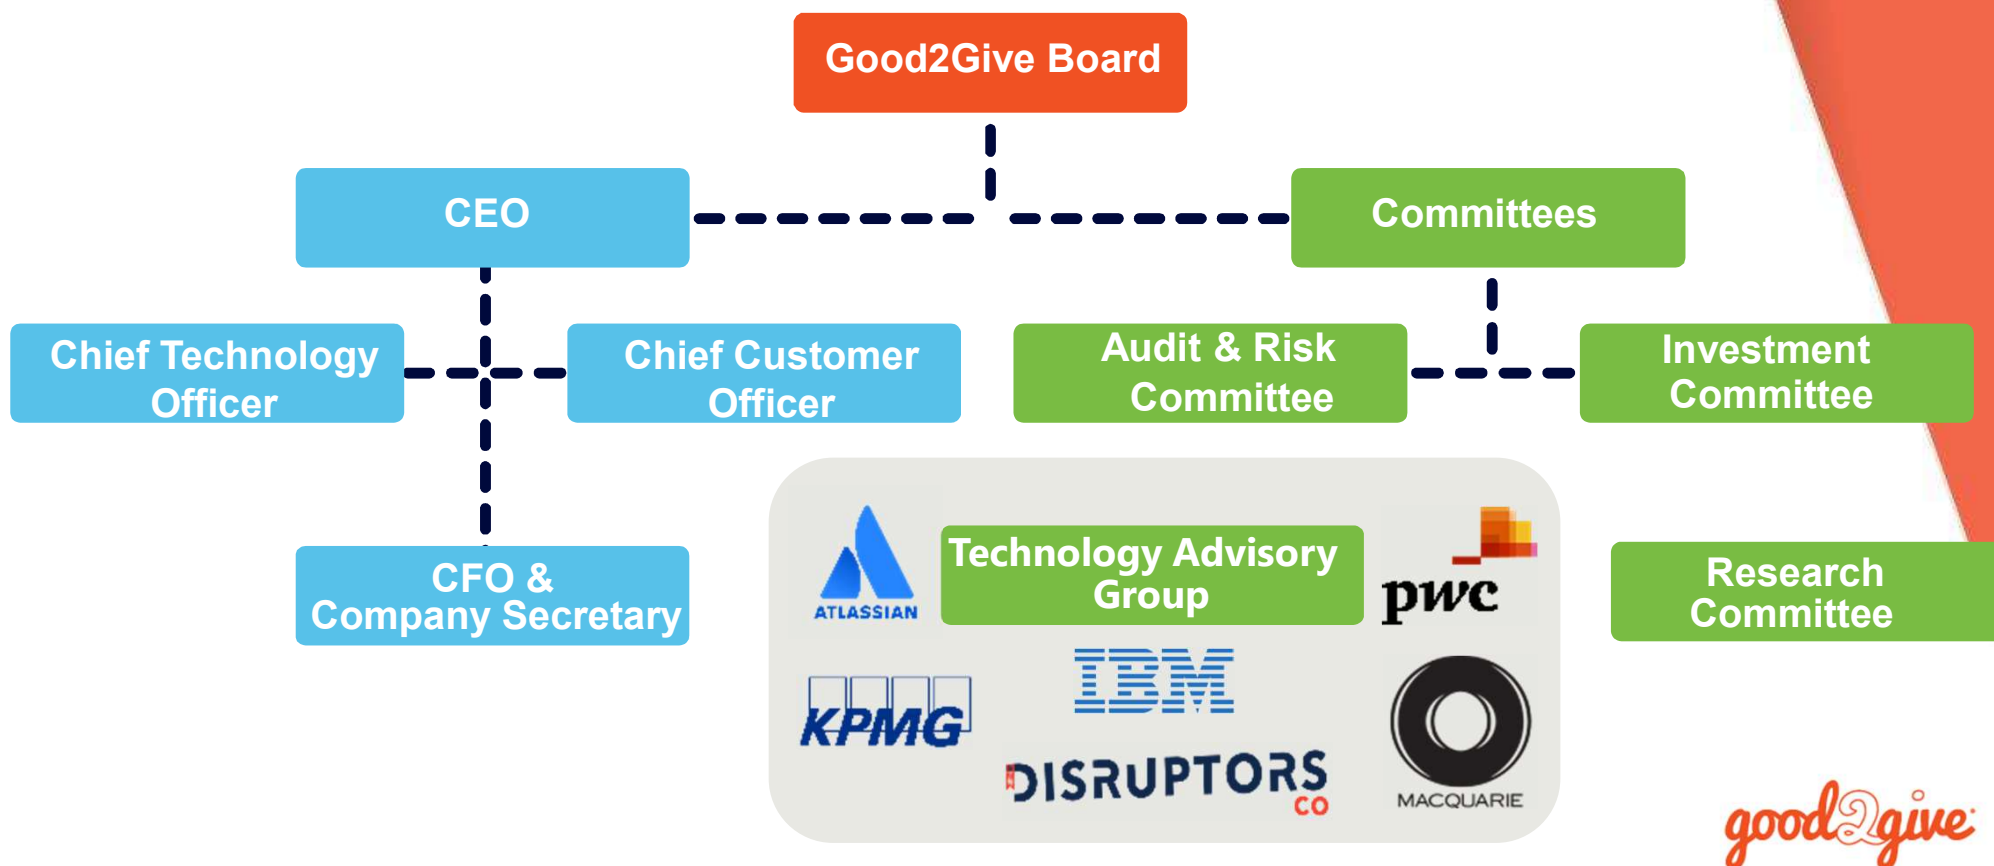 Good2Give Board
CEO
Committees
Chief Technology
Officer
Chief Customer
Officer
Audit & Risk
Committee
Investment
Committee
CFO &
Company Secretary
ATLASSIAN
Technology Advisory
Group
pwc
Research
Committee
KPMG
IBM
DISRUPTORS
CO
MACQUARIE
good2give